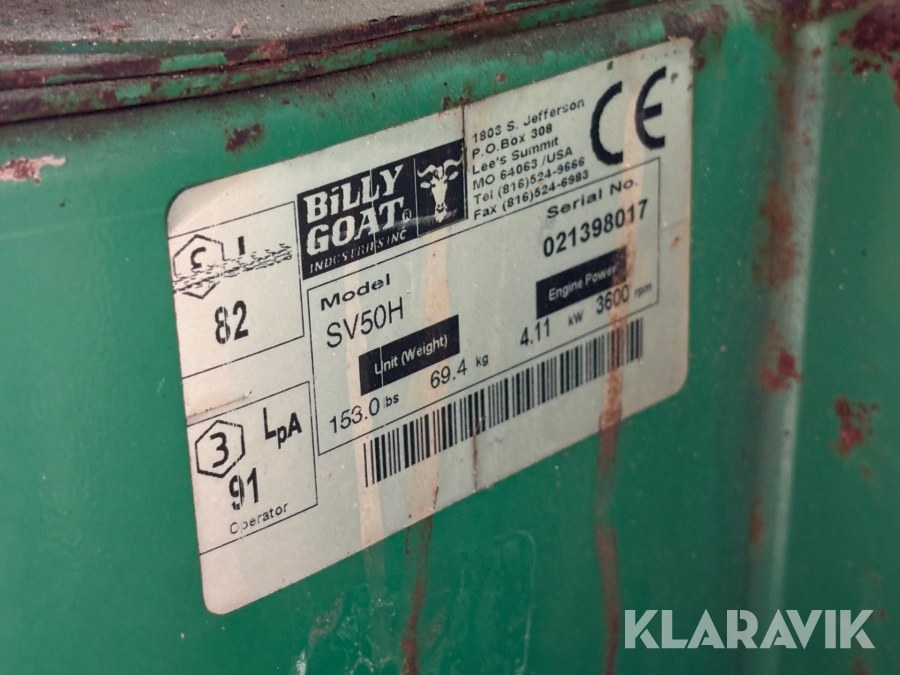 BiLLY
GOAT®
INDUSTRIES INC
1803 S. Jefferson
P.O.Box 308
Lee's Summit
MO 64063 /USA
Tel (816)524-9666
Fax (816)524-6983
CE
82
Model
SV50H
Serial No.
021398017
Unit (Weight)
153.0 lbs 69.4 kg
Engine Power
4.11 kW 3600 rpm
3 LpA
91
Operator
KLARAVIK